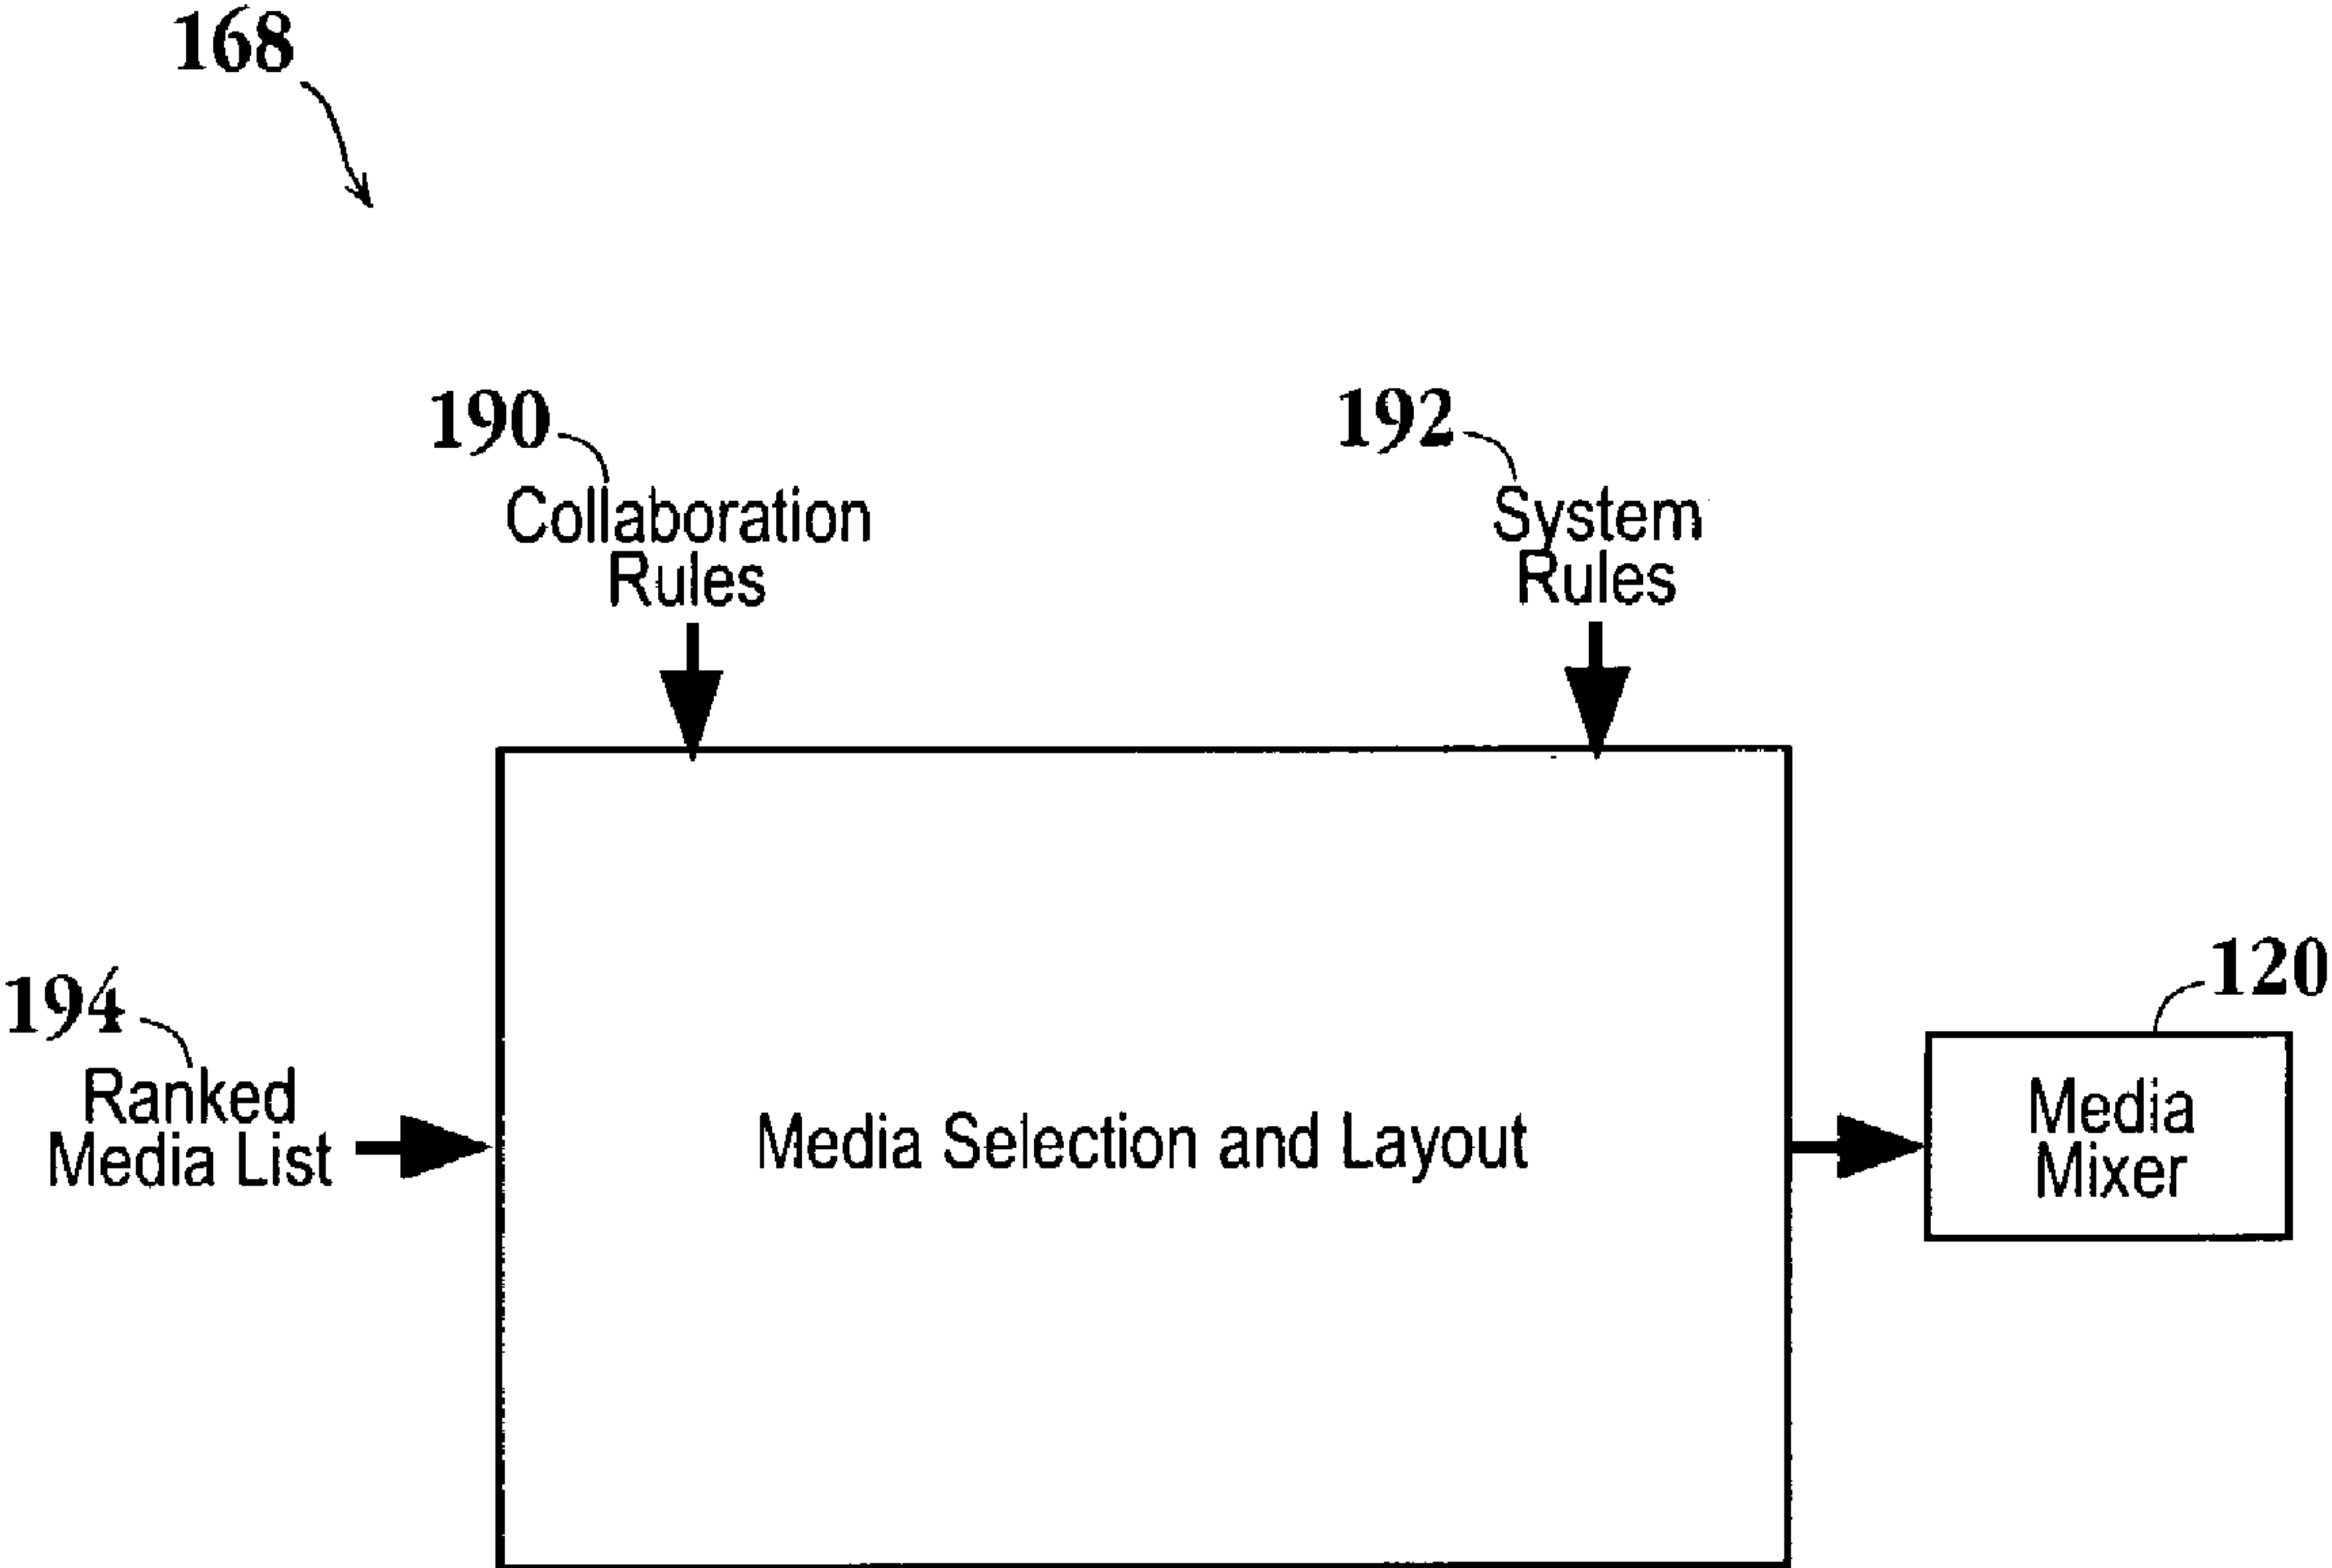 168
190
Collaboration
Rules
192
System
Rules
194
Ranked
Media List
Media Selection and Layout
120
Media
Mixer